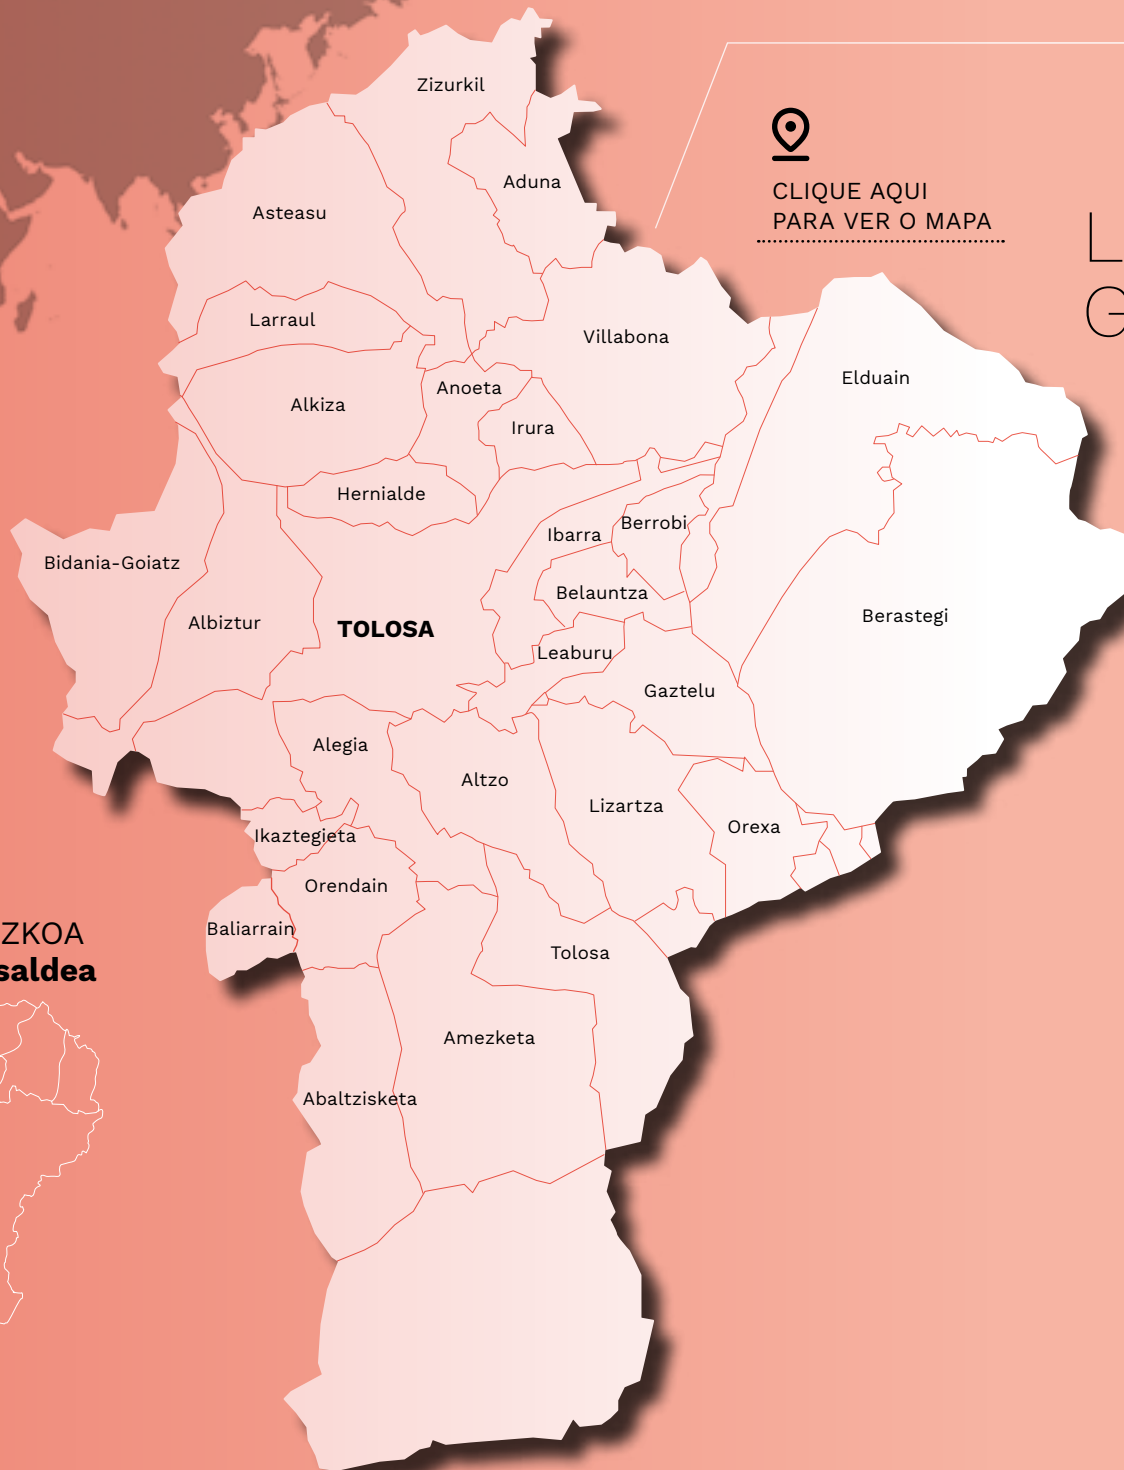 Zizurkil
CLIQUE AQUI
PARA VER O MAPA
Aduna
Asteasu
Larraul
Villabona
Elduain
Anoeta
Alkiza
Irura
Hernialde
Berrobi
Ibarra
Bidania-Goiatz
Belauntza
Berastegi
Albiztur
TOLOSA
Leaburu
Gaztelu
Alegia
Altzo
Lizartza
Orexa
Ikaztegieta
Orendain
Baliarrain
ZKOA
saldea
Tolosa
Amezketa
Abaltzisketa